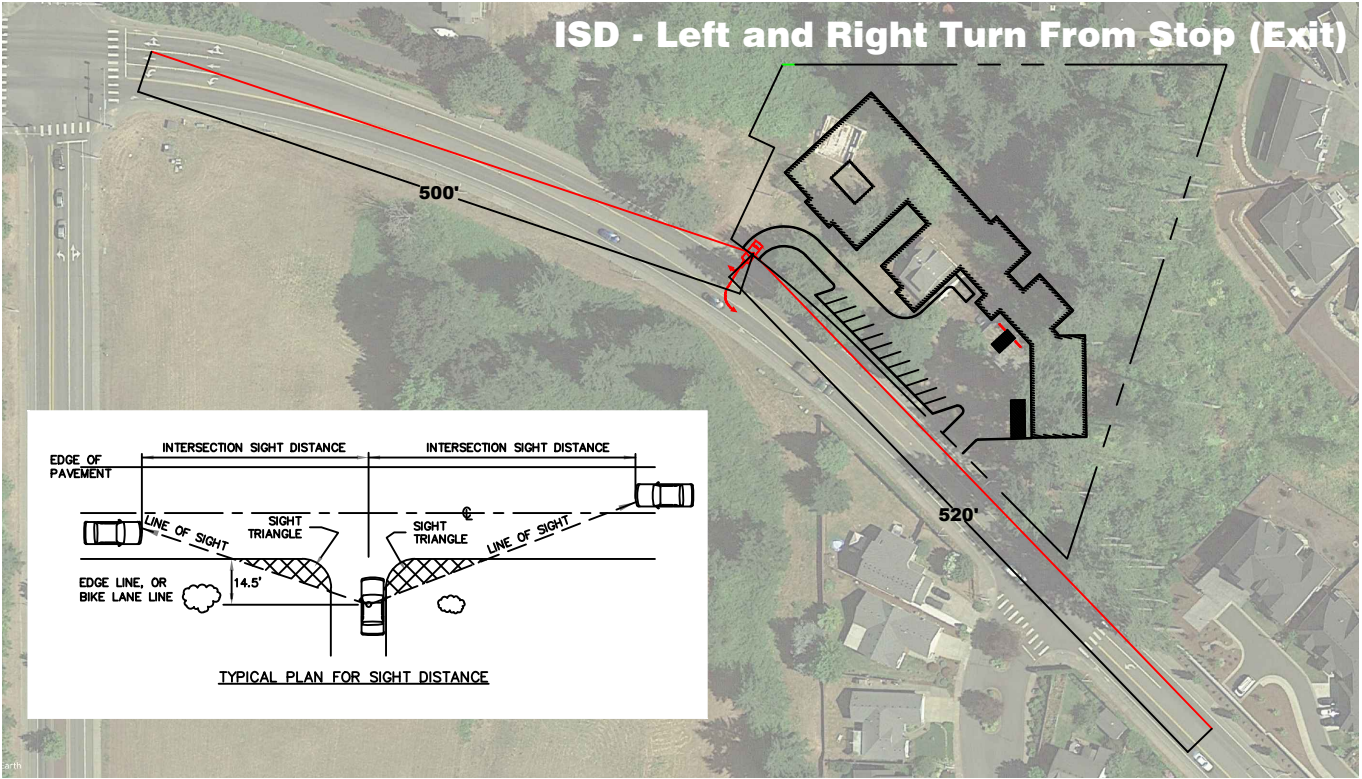 ISD - Left and Right Turn From Stop (Exit)
500'
520'
INTERSECTION SIGHT DISTANCE
INTERSECTION SIGHT DISTANCE
EDGE OF
PAVEMENT
℄
LINE OF SIGHT
SIGHT
TRIANGLE
SIGHT
TRIANGLE
LINE OF SIGHT
EDGE LINE, OR
BIKE LANE LINE
14.5'
TYPICAL PLAN FOR SIGHT DISTANCE
Earth